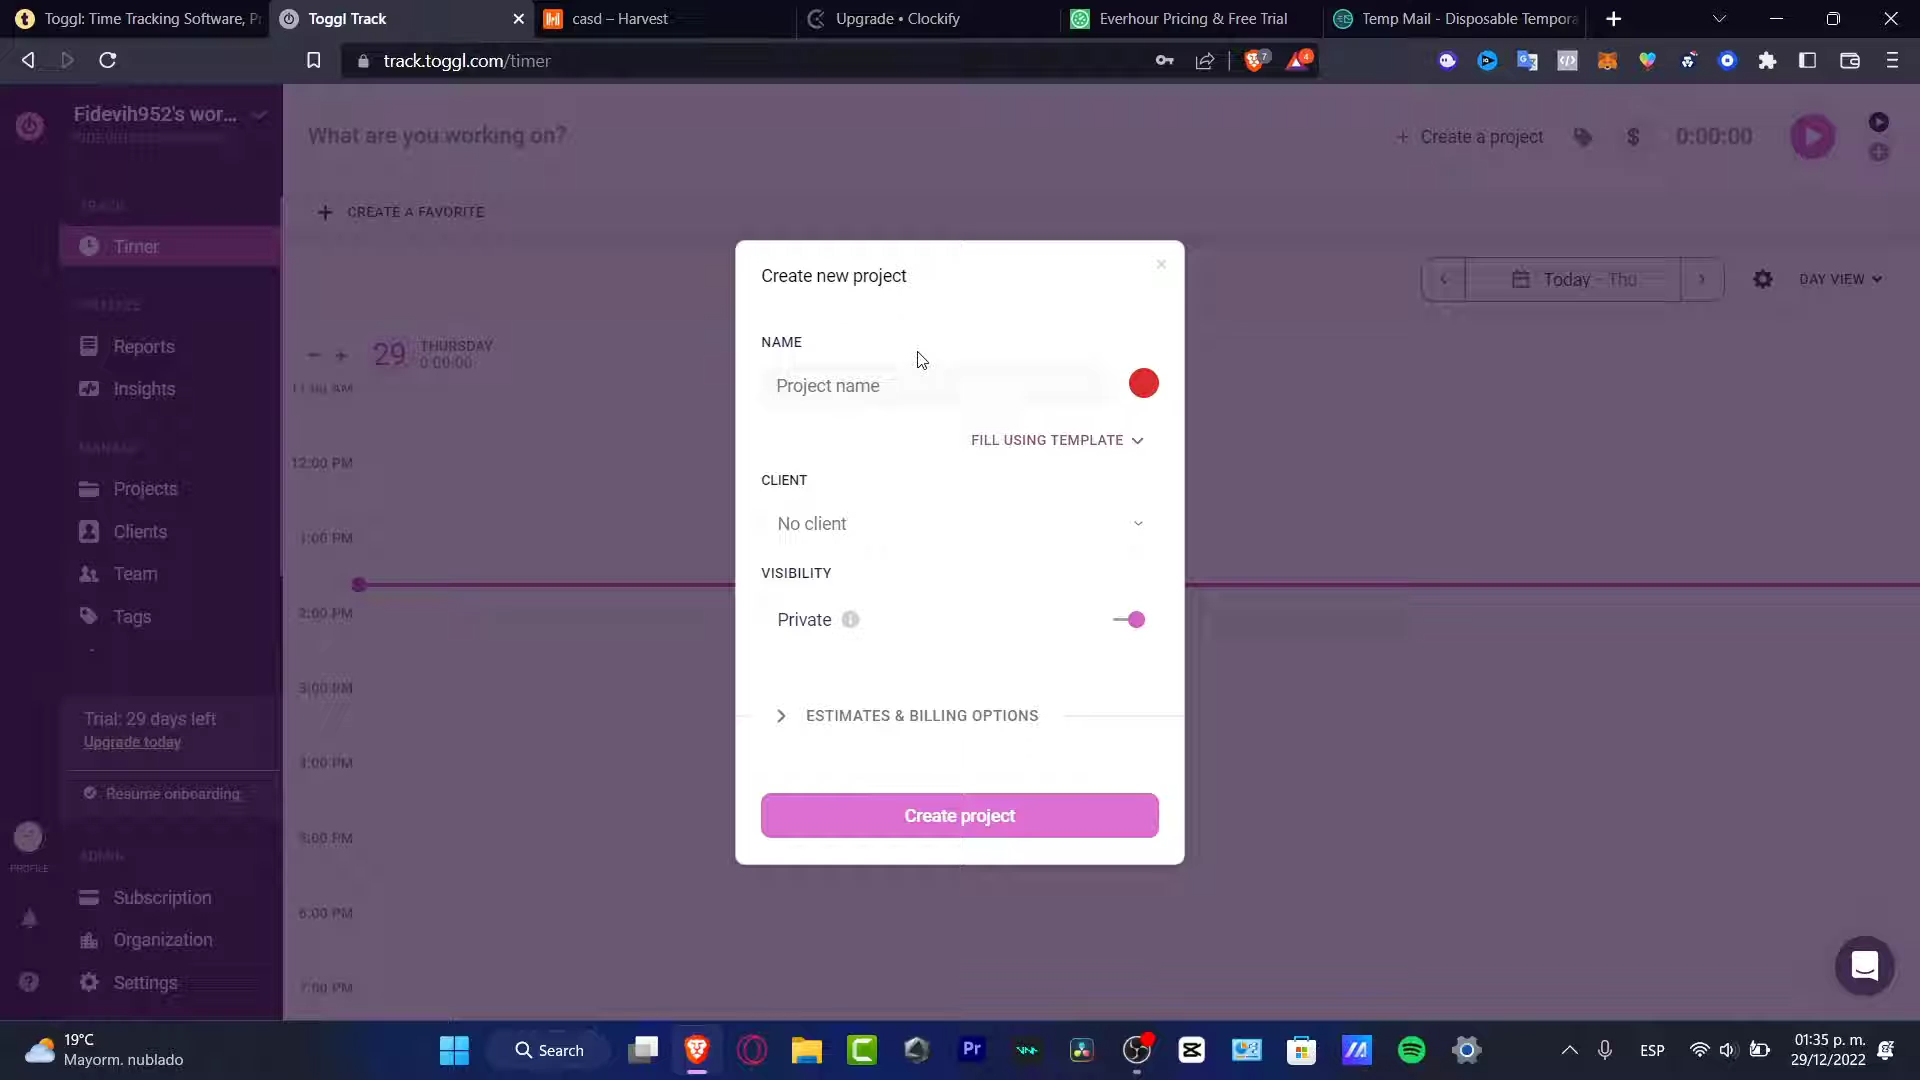 Toggl: Time Tracking Software, Pr
Toggl Track
casd – Harvest
Upgrade • Clockify
Everhour Pricing & Free Trial
Temp Mail - Disposable Tempora
track.toggl.com/timer
7
4
Fidevih952's wor...
What are you working on?
+ Create a project
$
0:00:00
TRACK
+ CREATE A FAVORITE
Timer
Create new project
Today - Thu
DAY VIEW
NAME
Reports
29
THURSDAY
0:00:00
Project name
Insights
11:00 AM
FILL USING TEMPLATE
MANAGE
12:00 PM
CLIENT
Projects
No client
Clients
1:00 PM
VISIBILITY
Team
2:00 PM
Private
Tags
3:00 PM
Trial: 29 days left
ESTIMATES & BILLING OPTIONS
Upgrade today
4:00 PM
Resume onboarding
Create project
5:00 PM
ADMIN
PROFILE
Subscription
6:00 PM
Organization
Settings
7:00 PM
19°C
Mayorm. nublado
Search
Pr
ESP
01:35 p. m.
29/12/2022